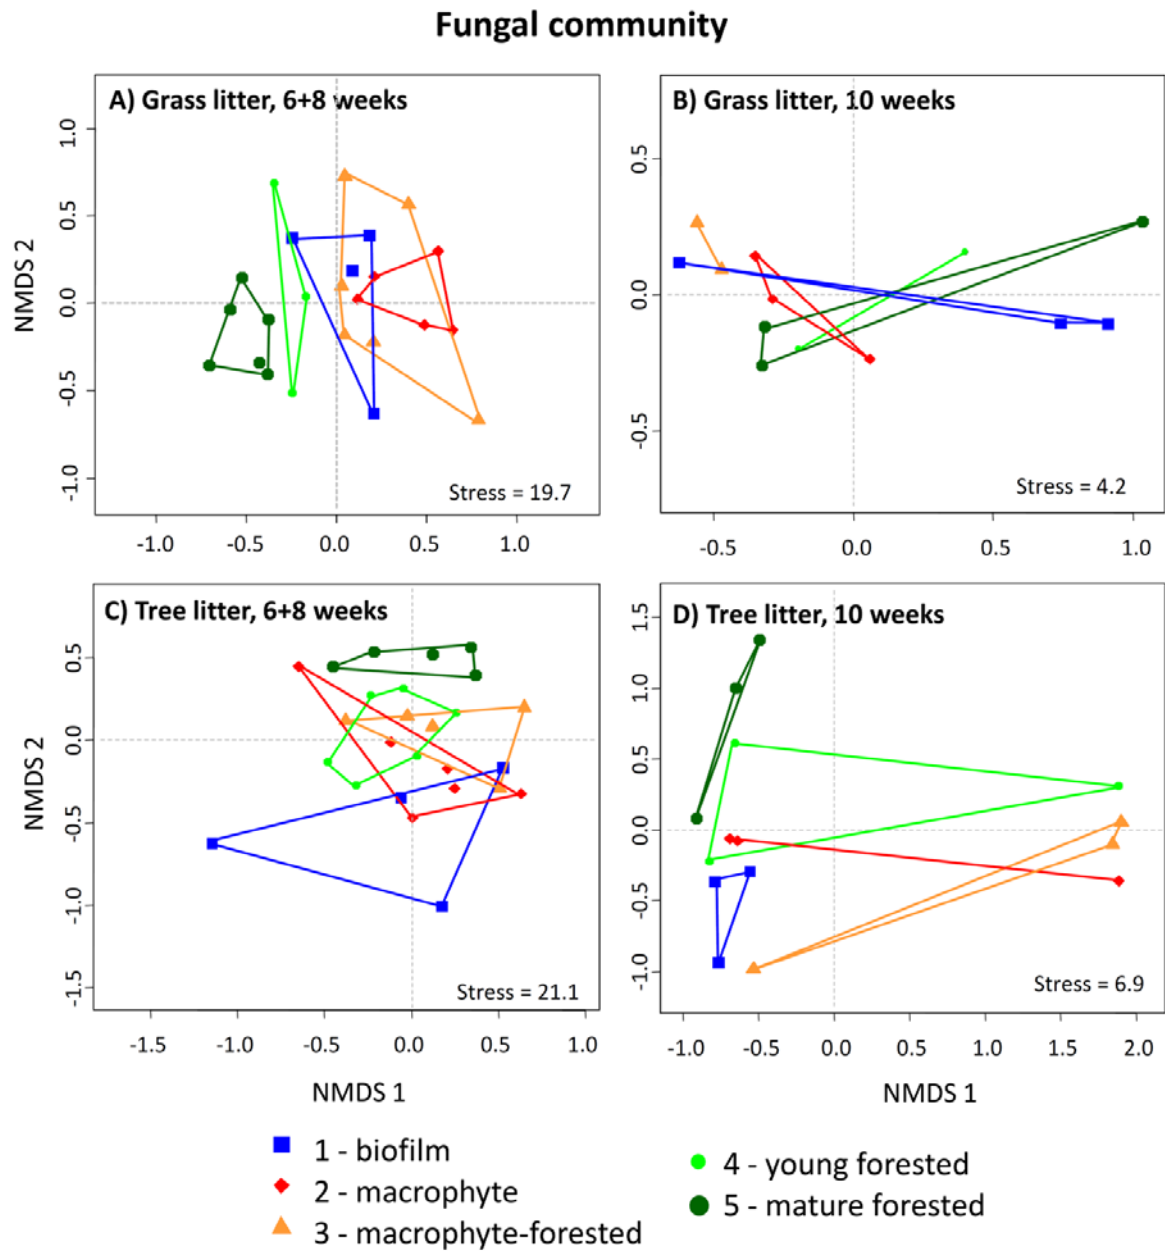 Fungal community
A) Grass litter, 6+8 weeks
NMDS 2
1.0
0.5
0.0
-0.5
-1.0
Stress = 19.7
-1.0 -0.5 0.0 0.5 1.0
B) Grass litter, 10 weeks
0.5
0.0
-0.5
Stress = 4.2
-0.5 0.0 0.5 1.0
C) Tree litter, 6+8 weeks
NMDS 2
0.5
0.0
-0.5
-1.0
-1.5
Stress = 21.1
-1.5 -1.0 -0.5 0.0 0.5 1.0
NMDS 1
D) Tree litter, 10 weeks
1.5
1.0
0.5
0.0
-0.5
-1.0
Stress = 6.9
-1.0 -0.5 0.0 0.5 1.0 1.5 2.0
NMDS 1
1 - biofilm
2 - macrophyte
3 - macrophyte-forested
4 - young forested
5 - mature forested